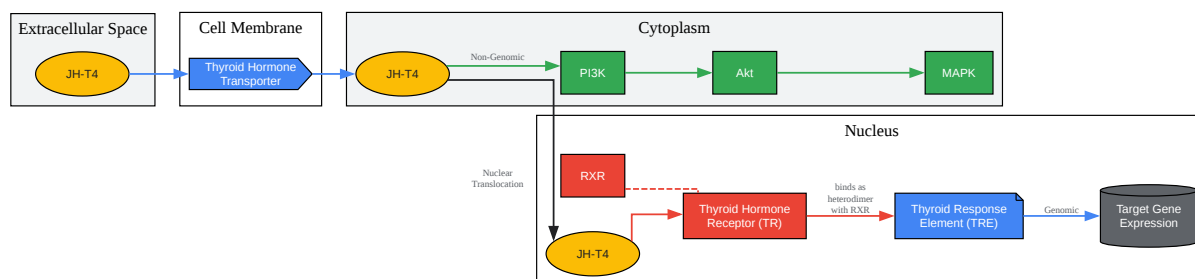 Extracellular Space
JH-T4
Cell Membrane
Thyroid Hormone
Transporter
Cytoplasm
JH-T4
Non-Genomic
PI3K
Akt
MAPK
Nuclear
Translocation
Nucleus
RXR
JH-T4
Thyroid Hormone
Receptor (TR)
binds as
heterodimer
with RXR
Thyroid Response
Element (TRE)
Genomic
Target Gene
Expression